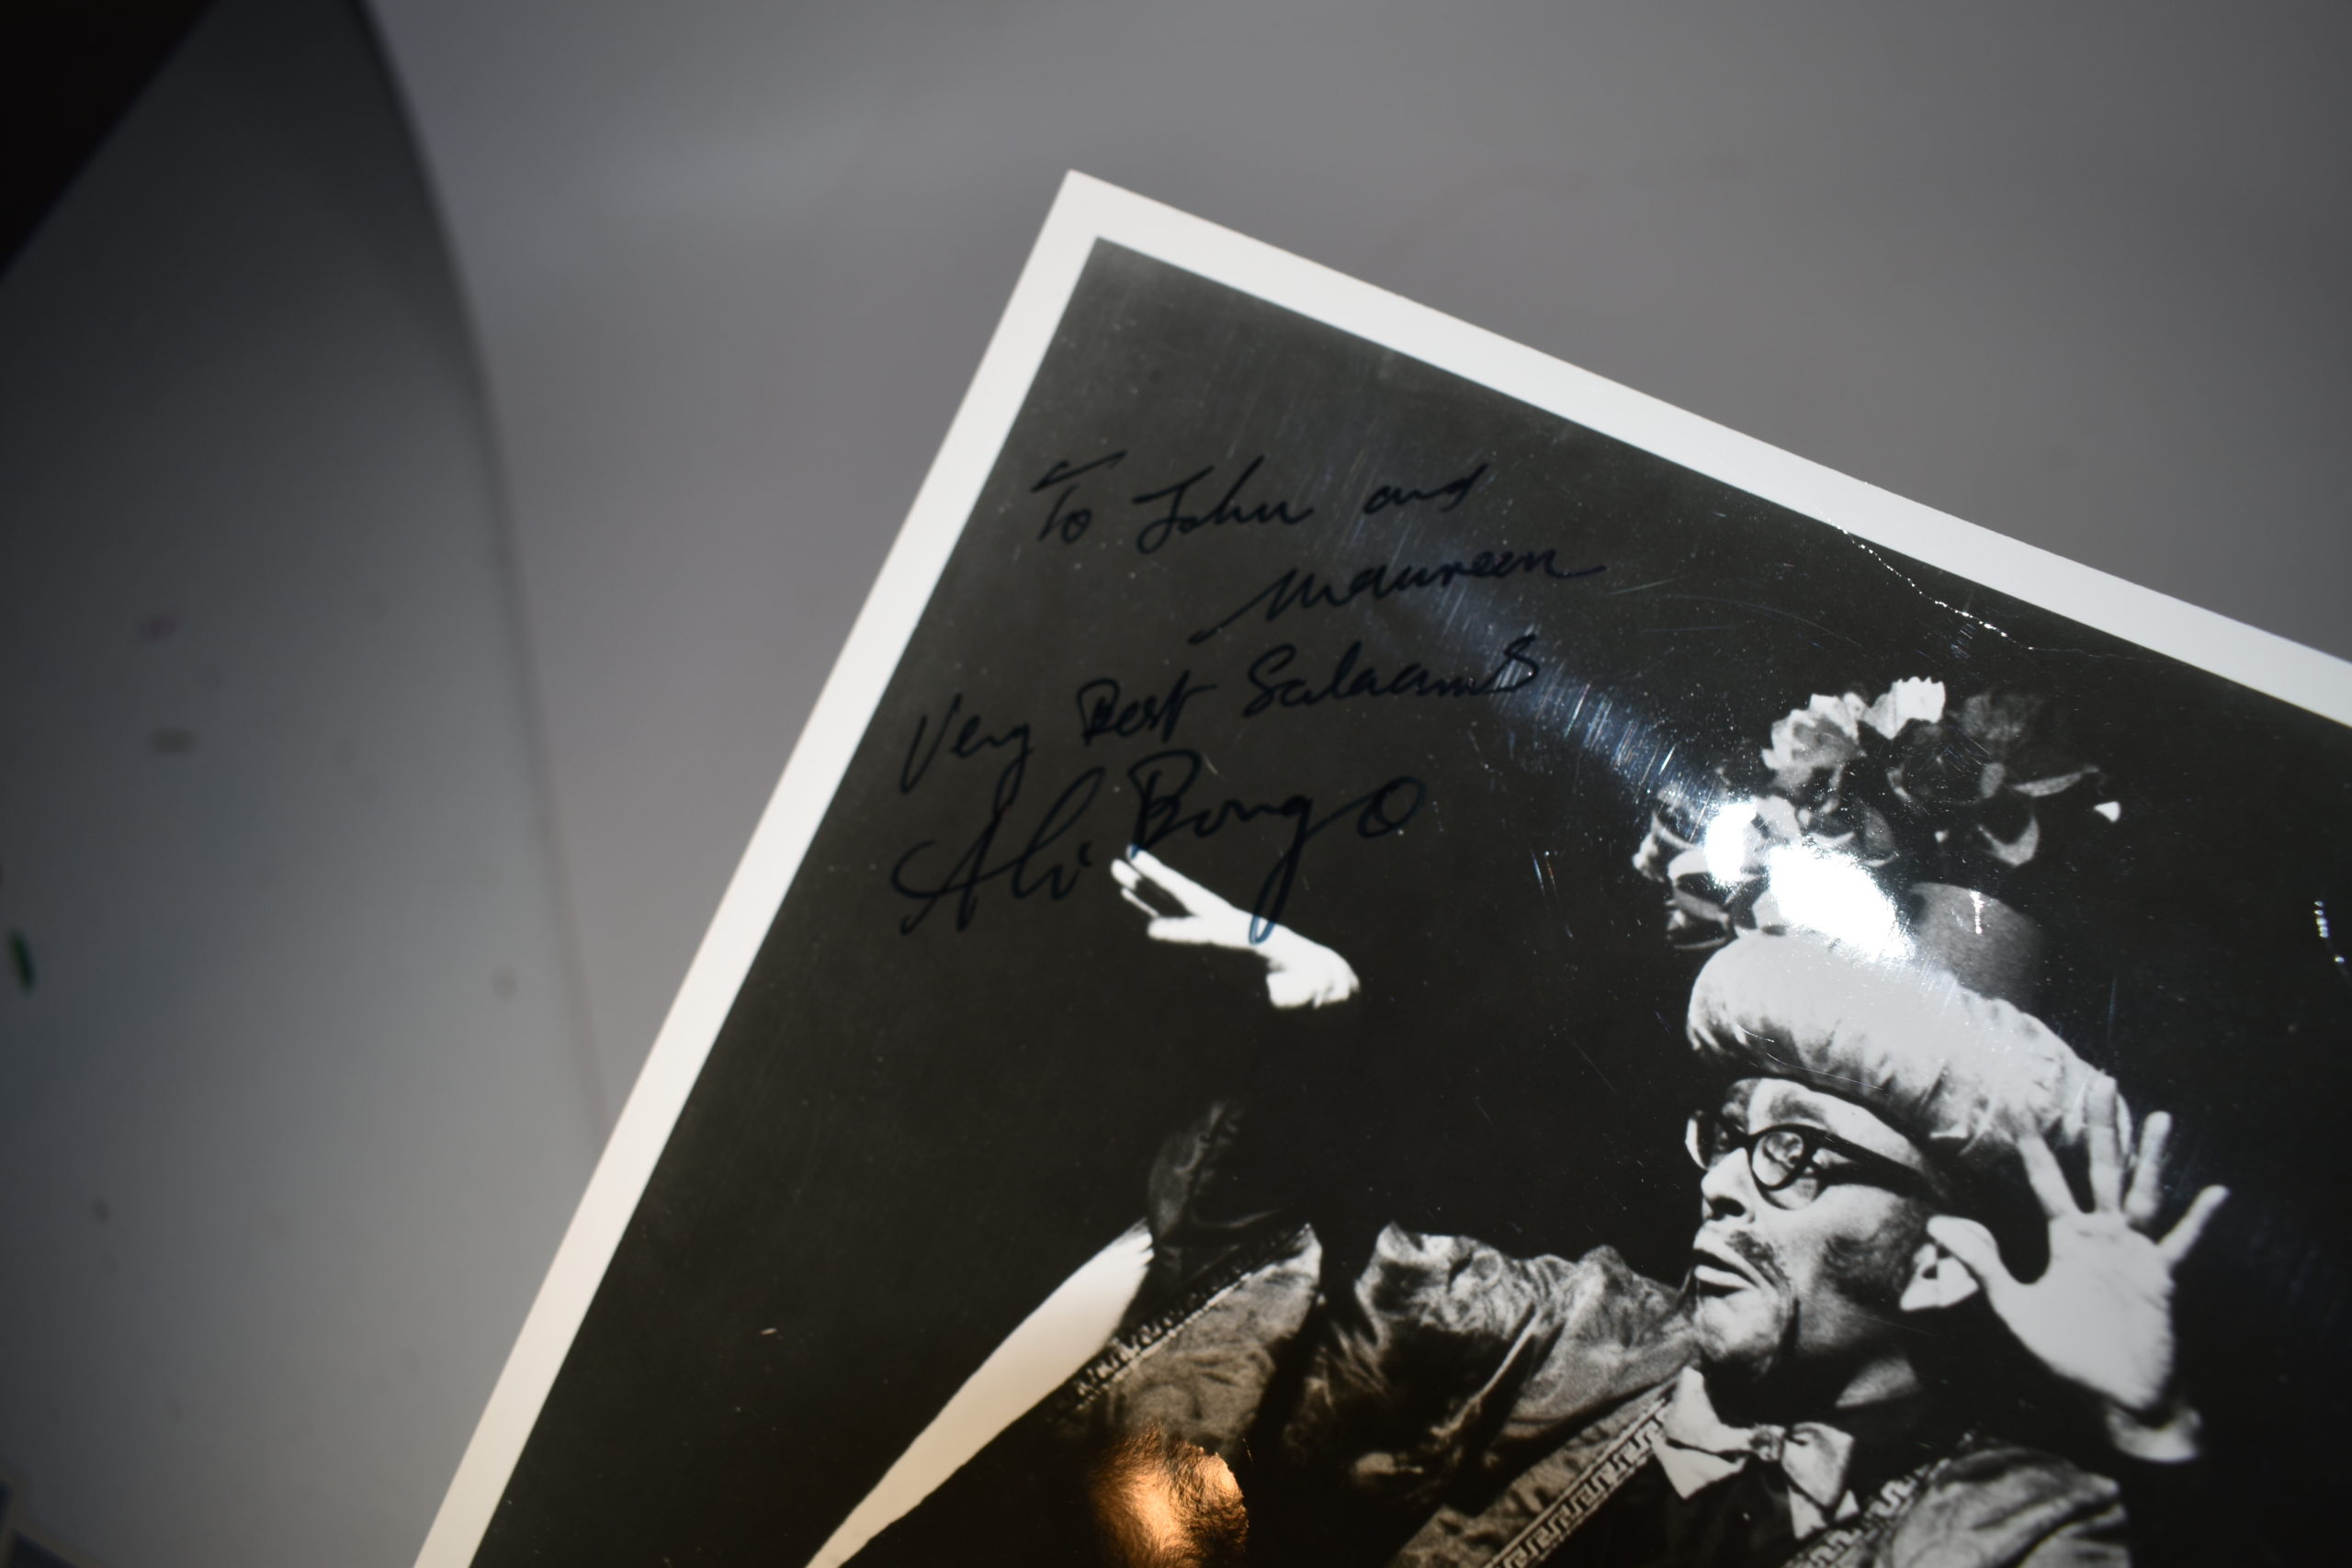 To John and
Maureen
Very Best Salaams
Ali Bongo